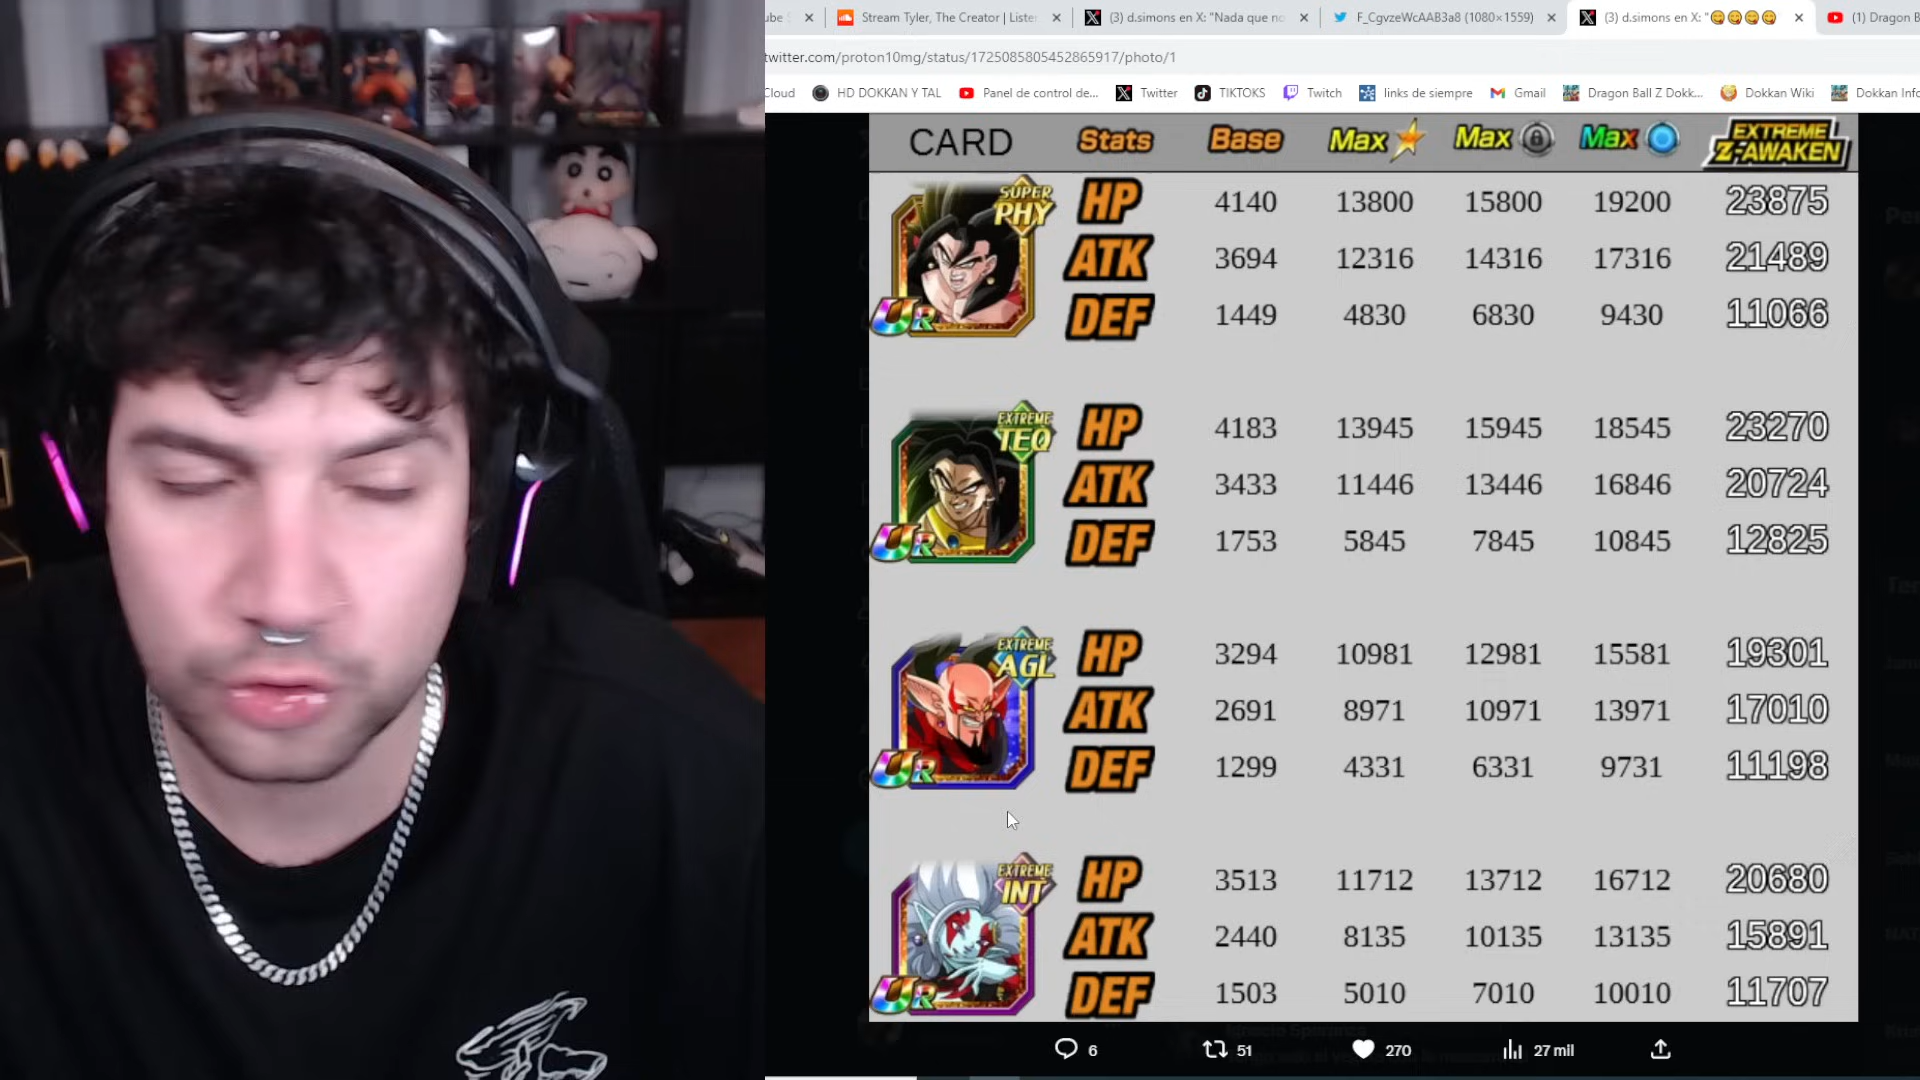 ube S
Stream Tyler, The Creator | Lister
(3) d.simons en X: "Nada que no
F_CgvzeWcAAB3a8 (1080×1559)
(3) d.simons en X: "😋😋😋😋
(1) Dragon B
twitter.com/proton10mg/status/1725085805452865917/photo/1
Cloud
HD DOKKAN Y TAL
Panel de control de...
Twitter
TIKTOKS
Twitch
links de siempre
Gmail
Dragon Ball Z Dokk...
Dokkan Wiki
Dokkan Info
CARD Stats Base Max Max Max EXTREME Z-AWAKEN
SUPER PHY
UR
HP 4140 13800 15800 19200 23875
ATK 3694 12316 14316 17316 21489
DEF 1449 4830 6830 9430 11066
EXTREME TEQ
UR
HP 4183 13945 15945 18545 23270
ATK 3433 11446 13446 16846 20724
DEF 1753 5845 7845 10845 12825
EXTREME AGL
UR
HP 3294 10981 12981 15581 19301
ATK 2691 8971 10971 13971 17010
DEF 1299 4331 6331 9731 11198
EXTREME INT
UR
HP 3513 11712 13712 16712 20680
ATK 2440 8135 10135 13135 15891
DEF 1503 5010 7010 10010 11707
6 51 270 27 mil